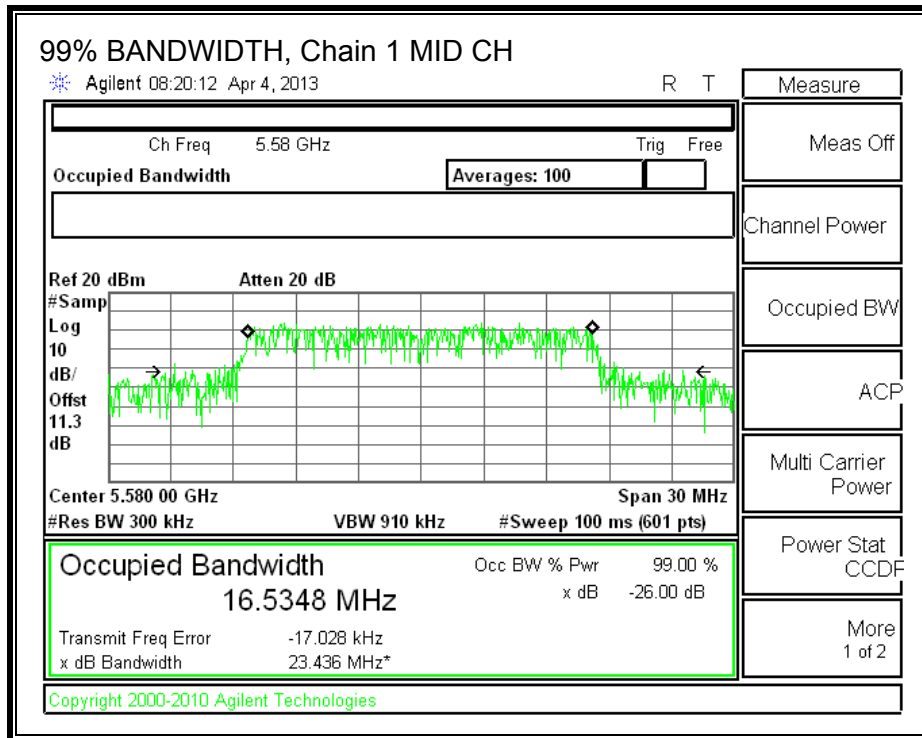 99% BANDWIDTH, Chain 1 MID CH
Agilent 08:20:12 Apr 4, 2013 R T
Ch Freq 5.58 GHz Trig Free
Occupied Bandwidth Averages: 100
Ref 20 dBm Atten 20 dB
#Samp
Log
10
dB/
Offst
11.3
dB
Center 5.580 00 GHz Span 30 MHz
#Res BW 300 kHz VBW 910 kHz #Sweep 100 ms (601 pts)
Occupied Bandwidth Occ BW % Pwr 99.00 %
16.5348 MHz x dB -26.00 dB
Transmit Freq Error -17.028 kHz
x dB Bandwidth 23.436 MHz*
Copyright 2000-2010 Agilent Technologies
Measure
Meas Off
Channel Power
Occupied BW
ACP
Multi Carrier
Power
Power Stat
CCDF
More
1 of 2